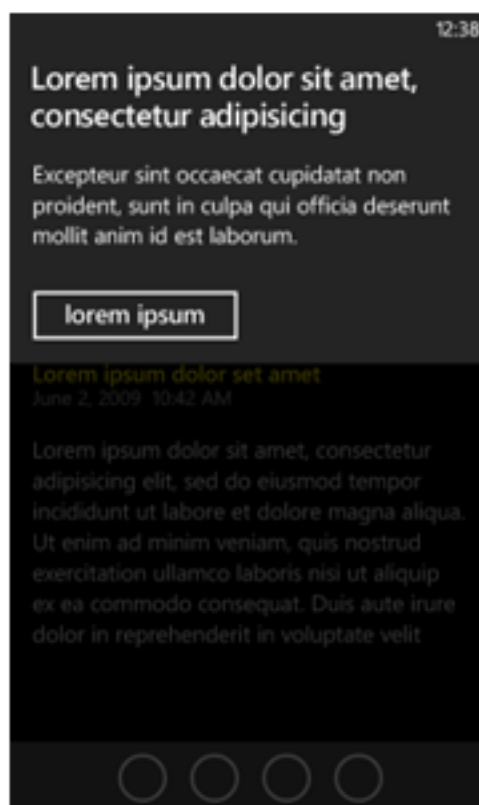 12:38
Lorem ipsum dolor sit amet,
consectetur adipisicing
Excepteur sint occaecat cupidatat non
proident, sunt in culpa qui officia deserunt
mollit anim id est laborum.
lorem ipsum
Lorem ipsum dolor set amet
June 2, 2009 10:42 AM
Lorem ipsum dolor sit amet, consectetur
adipisicing elit, sed do eiusmod tempor
incididunt ut labore et dolore magna aliqua.
Ut enim ad minim veniam, quis nostrud
exercitation ullamco laboris nisi ut aliquip
ex ea commodo consequat. Duis aute irure
dolor in reprehenderit in voluptate velit